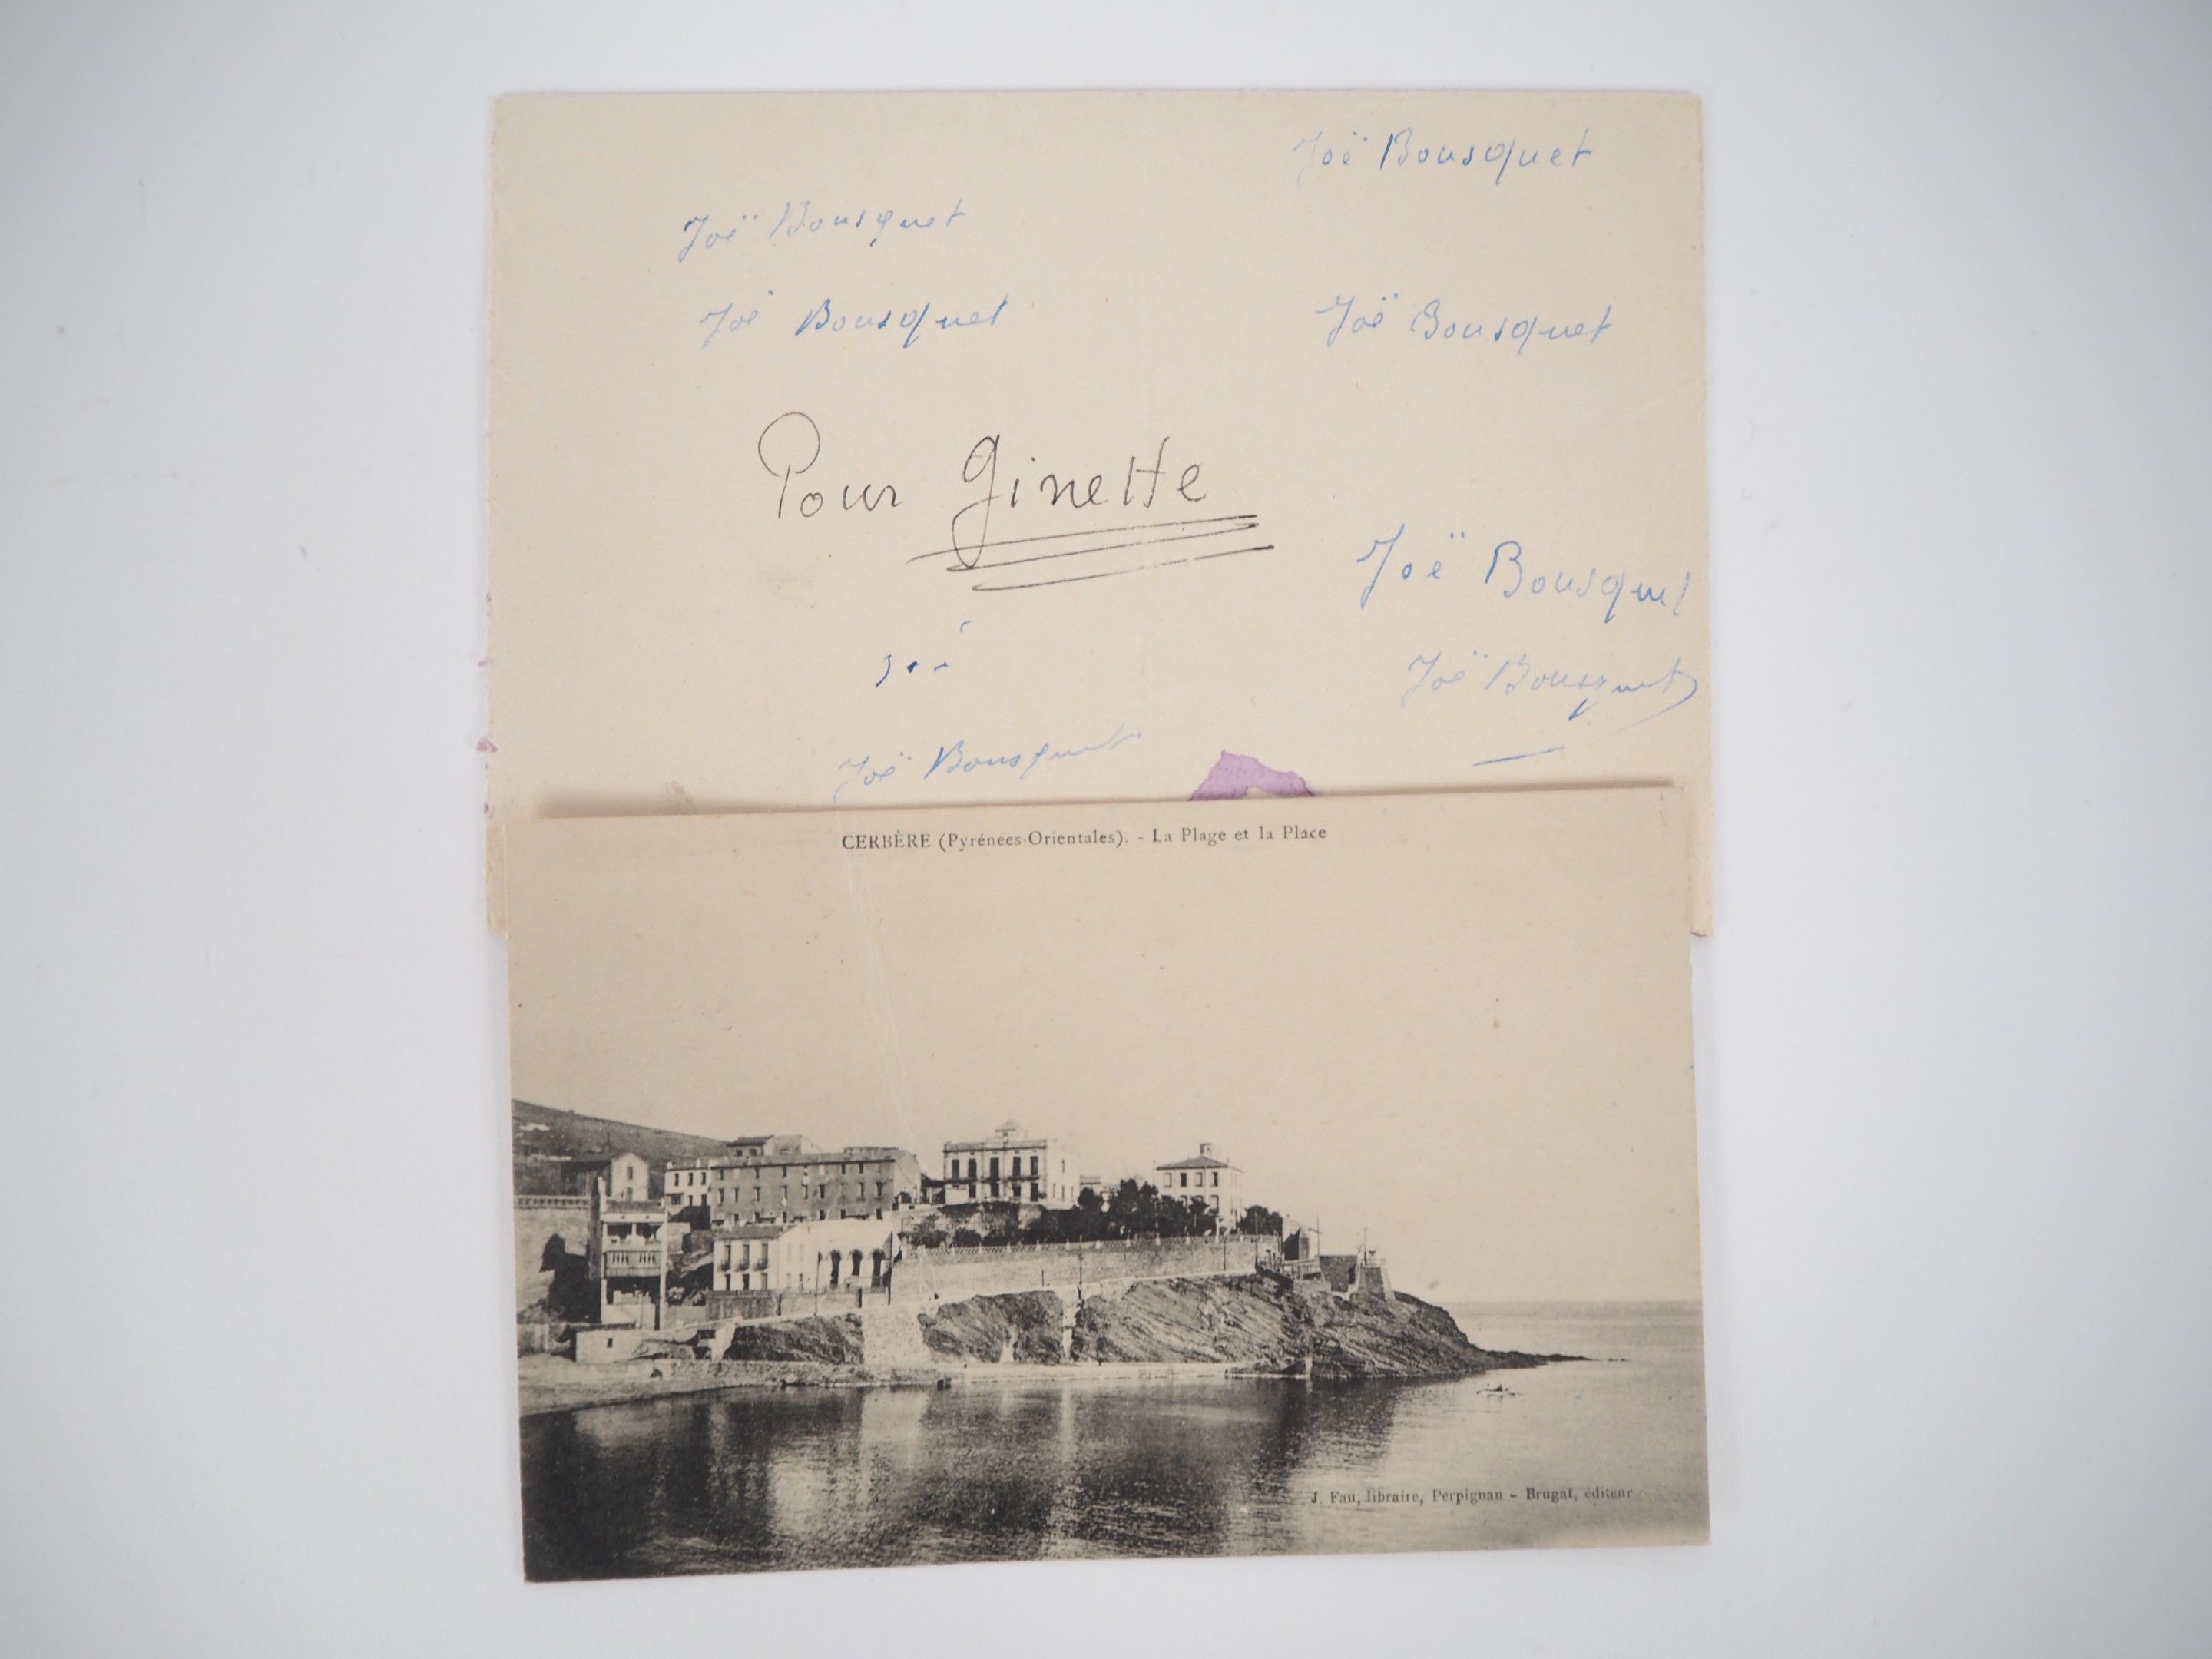 Joë Bousquet
Joë Bousquet
Joë Bousquet
Joë Bousquet
Pour Ginette
Joë Bousquet
Joë Bousquet
Joë Bousquet
CERBÈRE (Pyrénées-Orientales). - La Plage et la Place
J. Fau, libraire, Perpignan - Brugat, éditeur